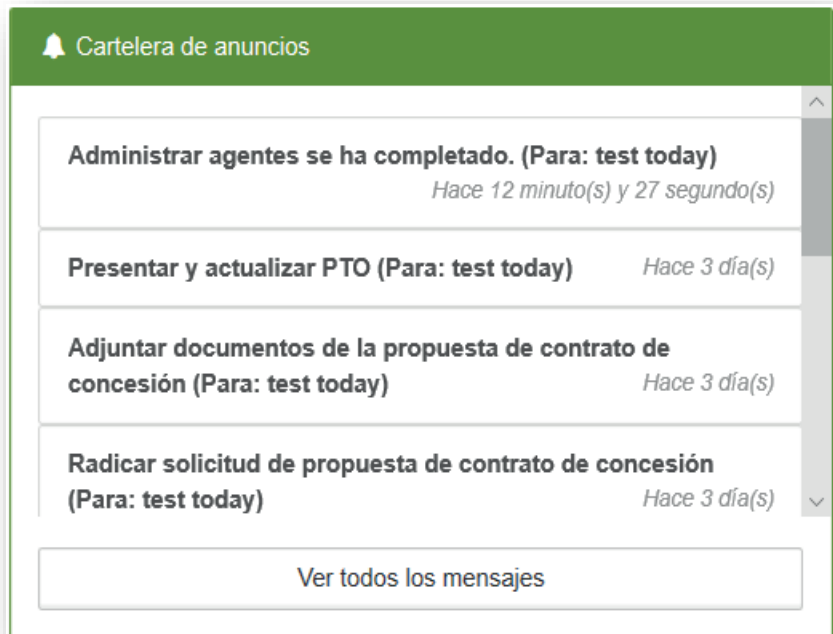 Cartelera de anuncios
Administrar agentes se ha completado. (Para: test today)
Hace 12 minuto(s) y 27 segundo(s)
Presentar y actualizar PTO (Para: test today) Hace 3 día(s)
Adjuntar documentos de la propuesta de contrato de
concesión (Para: test today) Hace 3 día(s)
Radicar solicitud de propuesta de contrato de concesión
(Para: test today) Hace 3 día(s)
Ver todos los mensajes